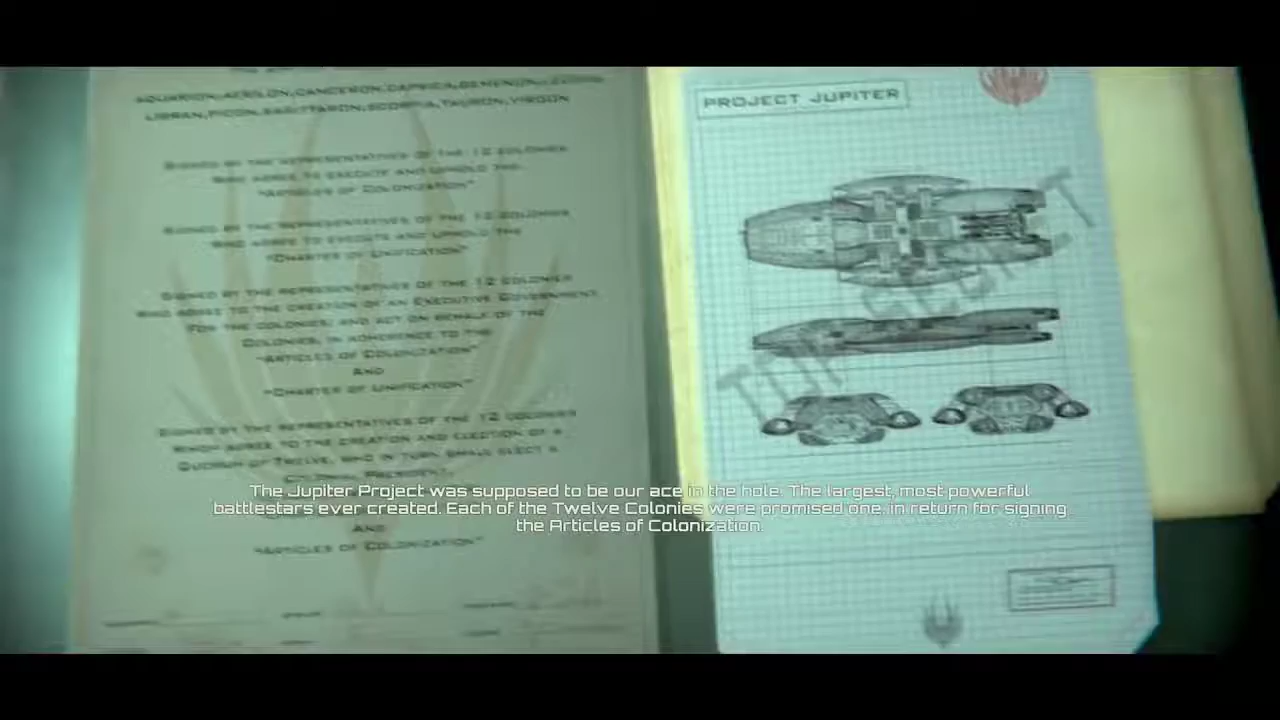 AQUARION, AERILON, CANCERON, CAPRICA, GEMENON,
LIBRAN, PICON, SAGITTARON, SCORPIA, TAURON, VIRGON
SIGNED BY THE REPRESENTATIVES OF THE 12 COLONIES
WHO AGREE TO EXECUTE AND UPHOLD THE
"ARTICLES OF COLONIZATION"
SIGNED BY THE REPRESENTATIVES OF THE 12 COLONIES
WHO AGREE TO EXECUTE AND UPHOLD THE
"CHARTER OF UNIFICATION"
SIGNED BY THE REPRESENTATIVES OF THE 12 COLONIES
WHO AGREE TO THE CREATION OF AN EXECUTIVE GOVERNMENT
FOR THE COLONIES; AND ACT ON BEHALF OF THE
COLONIES, IN ADHERENCE TO THE
"ARTICLES OF COLONIZATION"
AND
"CHARTER OF UNIFICATION"
SIGNED BY THE REPRESENTATIVES OF THE 12 COLONIES
WHOM AGREE TO THE CREATION AND ELECTION OF A
QUORUM OF TWELVE, WHO IN TURN SHALL ELECT A
COLONIAL PRESIDENT,
AND
"ARTICLES OF COLONIZATION"
PROJECT JUPITER
TOP SECRET
The Jupiter Project was supposed to be our ace in the hole. The largest, most powerful
battlestars ever created. Each of the Twelve Colonies were promised one, in return for signing
the Articles of Colonization.